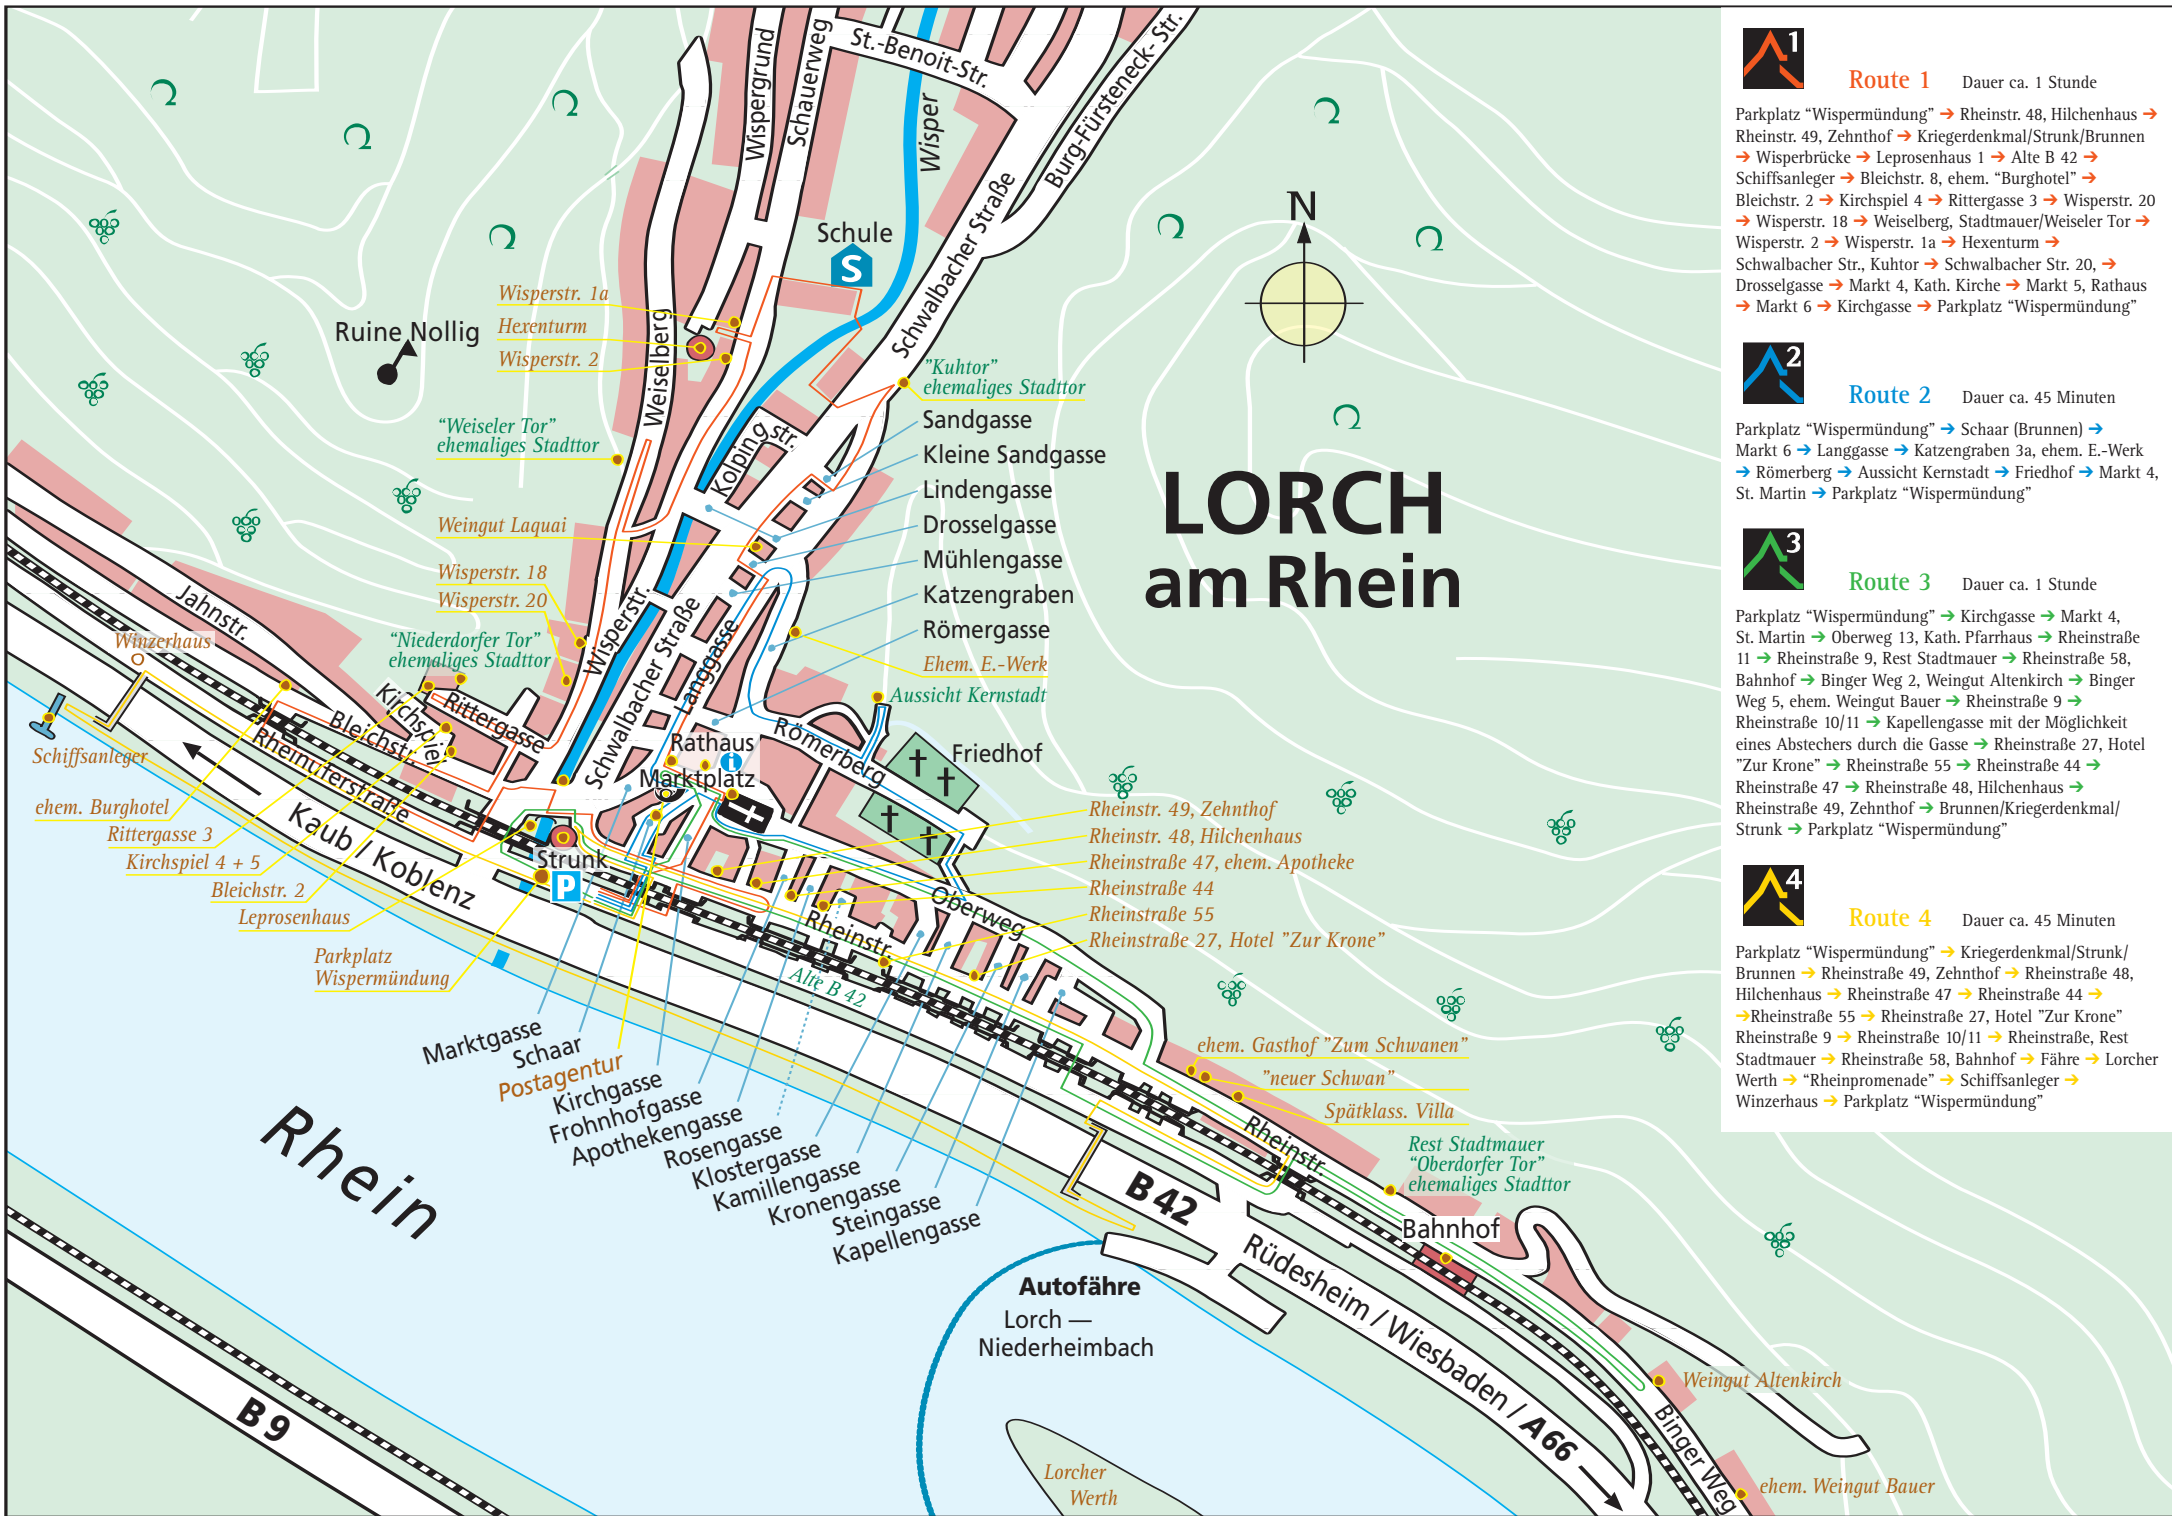 Wispergrund
Schauerweg
St.-Benoit-Str.
Wisper
Burg-Fürsteneck-Str.
Schwalbacher Straße
Schule
S
N
Wisperstr. 1a
Hexenturm
Wisperstr. 2
Ruine Nollig
Weiselberg
"Kuhtor"
ehemaliges Stadttor
"Weiseler Tor"
ehemaliges Stadttor
Kolpingstr.
Sandgasse
Kleine Sandgasse
Lindengasse
Drosselgasse
Mühlengasse
Katzengraben
Römergasse
Ehem. E.-Werk
Aussicht Kernstadt
LORCH
am Rhein
Weingut Laquai
Wisperstr. 18
Wisperstr. 20
"Niederdorfer Tor"
ehemaliges Stadttor
Wisperstr.
Schwalbacher Straße
Langgasse
Jahnstr.
Winzerhaus
Kirchspiel
Rittergasse
Bleichstr.
Rheinuferstraße
Schiffsanleger
ehem. Burghotel
Rittergasse 3
Kirchspiel 4 + 5
Bleichstr. 2
Leprosenhaus
Parkplatz
Wispermündung
Kaub / Koblenz
Rathaus
i
Marktplatz
Römerberg
Friedhof
Strunk
P
Rheinstr.
Oberweg
Alte B 42
Rheinstr. 49, Zehnthof
Rheinstr. 48, Hilchenhaus
Rheinstraße 47, ehem. Apotheke
Rheinstraße 44
Rheinstraße 55
Rheinstraße 27, Hotel "Zur Krone"
Marktgasse
Schaar
Postagentur
Kirchgasse
Frohnhofgasse
Apothekengasse
Rosengasse
Klostergasse
Kamillengasse
Kronengasse
Steingasse
Kapellengasse
ehem. Gasthof "Zum Schwanen"
"neuer Schwan"
Spätklass. Villa
Rheinstr.
Rest Stadtmauer
"Oberdorfer Tor"
ehemaliges Stadttor
Bahnhof
B 42
Rüdesheim / Wiesbaden / A 66
Rhein
B 9
Autofähre
Lorch —
Niederheimbach
Lorcher
Werth
Weingut Altenkirch
Binger Weg
ehem. Weingut Bauer
1
Route 1 Dauer ca. 1 Stunde
Parkplatz “Wispermündung” ➔ Rheinstr. 48, Hilchenhaus ➔
Rheinstr. 49, Zehnthof ➔ Kriegerdenkmal/Strunk/Brunnen
➔ Wisperbrücke ➔ Leprosenhaus 1 ➔ Alte B 42 ➔
Schiffsanleger ➔ Bleichstr. 8, ehem. “Burghotel” ➔
Bleichstr. 2 ➔ Kirchspiel 4 ➔ Rittergasse 3 ➔ Wisperstr. 20
➔ Wisperstr. 18 ➔ Weiselberg, Stadtmauer/Weiseler Tor ➔
Wisperstr. 2 ➔ Wisperstr. 1a ➔ Hexenturm ➔
Schwalbacher Str., Kuhtor ➔ Schwalbacher Str. 20, ➔
Drosselgasse ➔ Markt 4, Kath. Kirche ➔ Markt 5, Rathaus
➔ Markt 6 ➔ Kirchgasse ➔ Parkplatz “Wispermündung”
2
Route 2 Dauer ca. 45 Minuten
Parkplatz “Wispermündung” ➔ Schaar (Brunnen) ➔
Markt 6 ➔ Langgasse ➔ Katzengraben 3a, ehem. E.-Werk
➔ Römerberg ➔ Aussicht Kernstadt ➔ Friedhof ➔ Markt 4,
St. Martin ➔ Parkplatz “Wispermündung”
3
Route 3 Dauer ca. 1 Stunde
Parkplatz “Wispermündung” ➔ Kirchgasse ➔ Markt 4,
St. Martin ➔ Oberweg 13, Kath. Pfarrhaus ➔ Rheinstraße
11 ➔ Rheinstraße 9, Rest Stadtmauer ➔ Rheinstraße 58,
Bahnhof ➔ Binger Weg 2, Weingut Altenkirch ➔ Binger
Weg 5, ehem. Weingut Bauer ➔ Rheinstraße 9 ➔
Rheinstraße 10/11 ➔ Kapellengasse mit der Möglichkeit
eines Abstechers durch die Gasse ➔ Rheinstraße 27, Hotel
"Zur Krone" ➔ Rheinstraße 55 ➔ Rheinstraße 44 ➔
Rheinstraße 47 ➔ Rheinstraße 48, Hilchenhaus ➔
Rheinstraße 49, Zehnthof ➔ Brunnen/Kriegerdenkmal/
Strunk ➔ Parkplatz “Wispermündung”
4
Route 4 Dauer ca. 45 Minuten
Parkplatz “Wispermündung” ➔ Kriegerdenkmal/Strunk/
Brunnen ➔ Rheinstraße 49, Zehnthof ➔ Rheinstraße 48,
Hilchenhaus ➔ Rheinstraße 47 ➔ Rheinstraße 44 ➔
➔Rheinstraße 55 ➔ Rheinstraße 27, Hotel "Zur Krone"
Rheinstraße 9 ➔ Rheinstraße 10/11 ➔ Rheinstraße, Rest
Stadtmauer ➔ Rheinstraße 58, Bahnhof ➔ Fähre ➔ Lorcher
Werth ➔ “Rheinpromenade” ➔ Schiffsanleger ➔
Winzerhaus ➔ Parkplatz “Wispermündung”